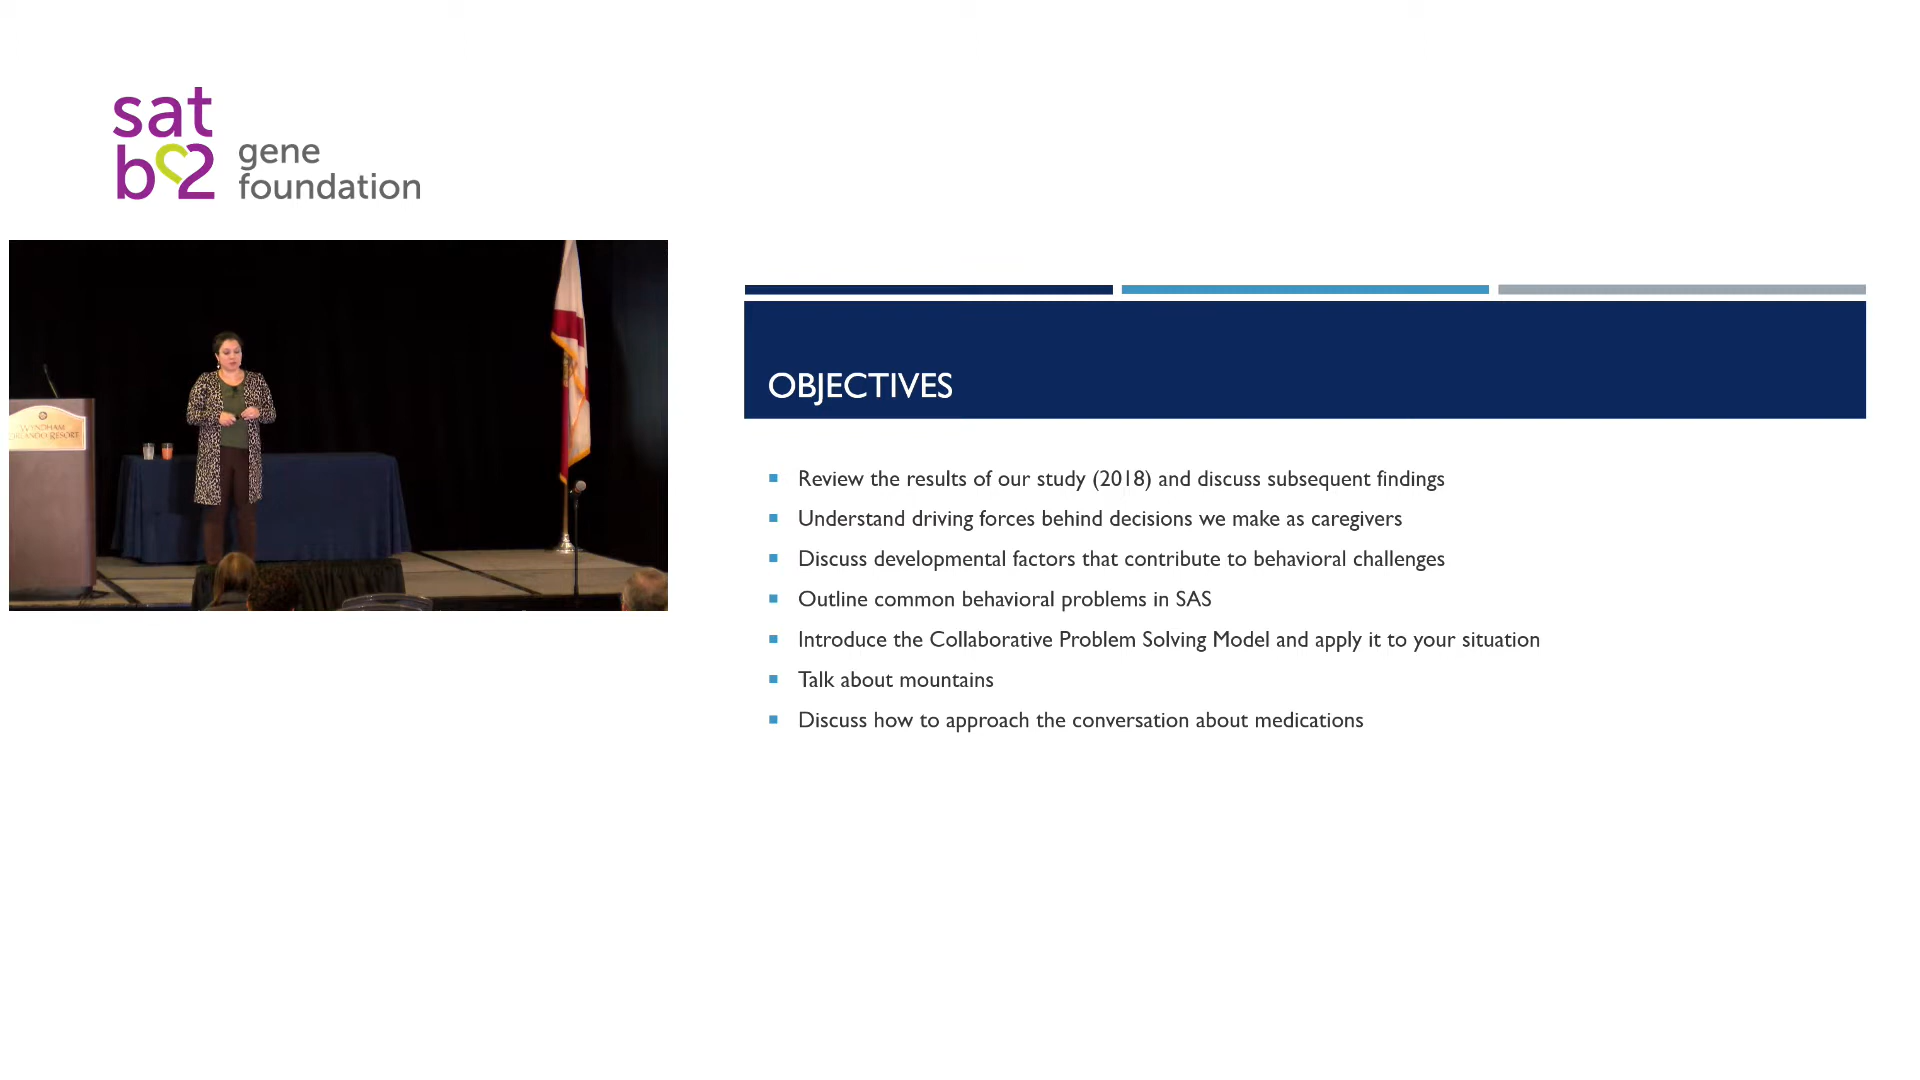 sat
b2 gene
foundation
WYNDHAM
ORLANDO RESORT
OBJECTIVES
Review the results of our study (2018) and discuss subsequent findings
Understand driving forces behind decisions we make as caregivers
Discuss developmental factors that contribute to behavioral challenges
Outline common behavioral problems in SAS
Introduce the Collaborative Problem Solving Model and apply it to your situation
Talk about mountains
Discuss how to approach the conversation about medications